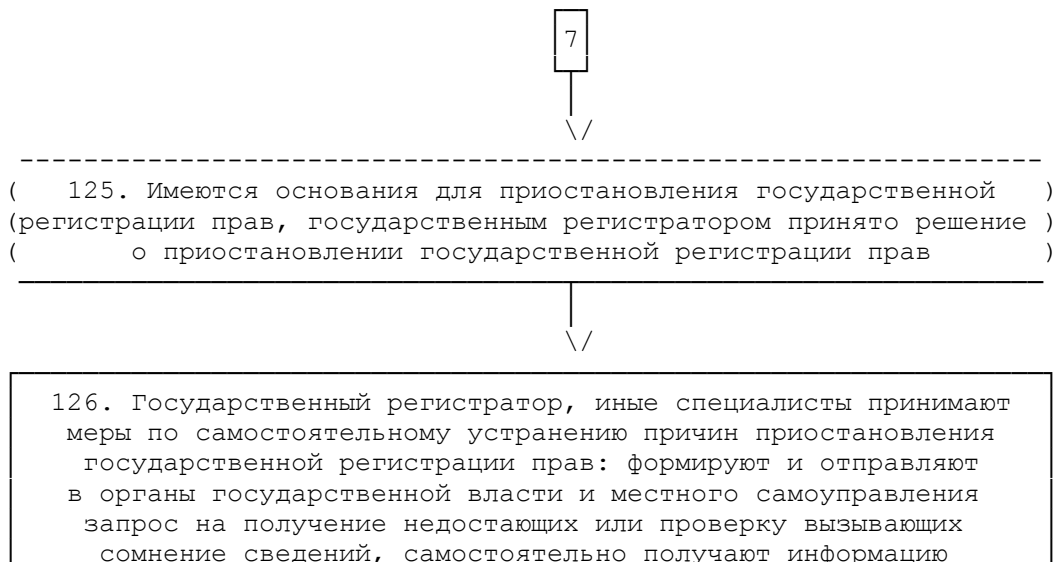 7
125. Имеются основания для приостановления государственной
регистрации прав, государственным регистратором принято решение
о приостановлении государственной регистрации прав
126. Государственный регистратор, иные специалисты принимают
меры по самостоятельному устранению причин приостановления
государственной регистрации прав: формируют и отправляют
в органы государственной власти и местного самоуправления
запрос на получение недостающих или проверку вызывающих
сомнение сведений, самостоятельно получают информацию